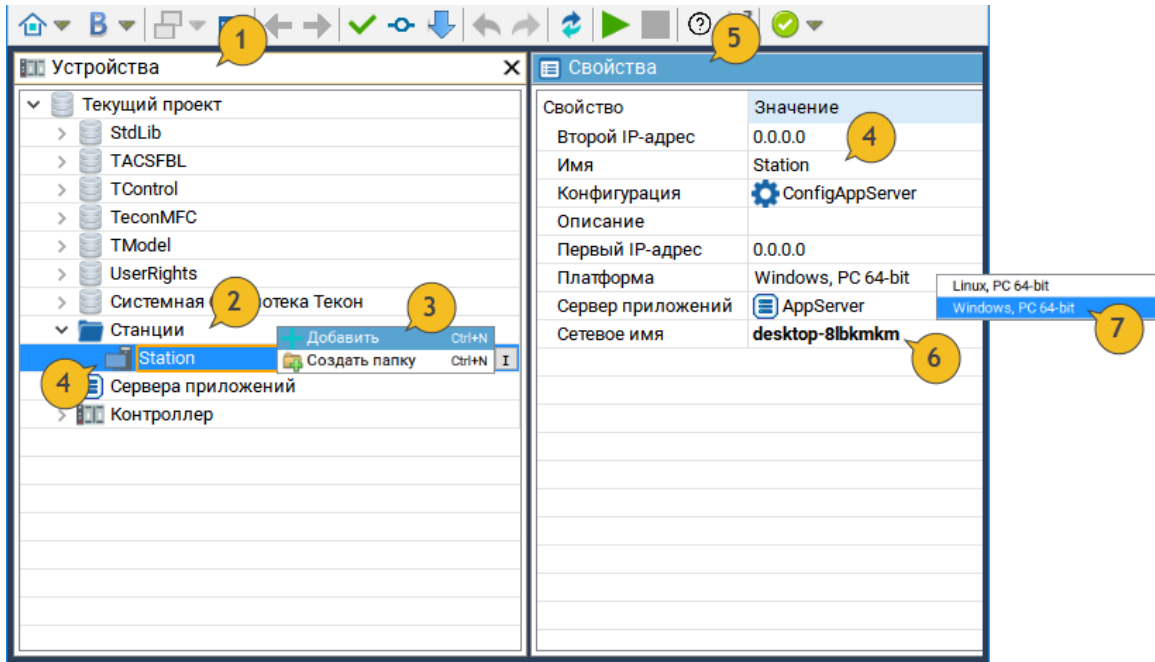 B
1
5
Устройства
Свойства
Текущий проект
StdLib
TACSFBL
TControl
TeconMFC
TModel
UserRights
Системная отека Текон
2
3
Станции
Добавить Ctrl+N
Station
Создать папку Ctrl+N I
4
Сервера приложений
Контроллер
Свойство Значение
Второй IP-адрес 0.0.0.0
4
Имя Station
Конфигурация ConfigAppServer
Описание
Первый IP-адрес 0.0.0.0
Платформа Windows, PC 64-bit
Сервер приложений AppServer
Сетевое имя desktop-8lbkmkm
6
Linux, PC 64-bit
Windows, PC 64-bit
7